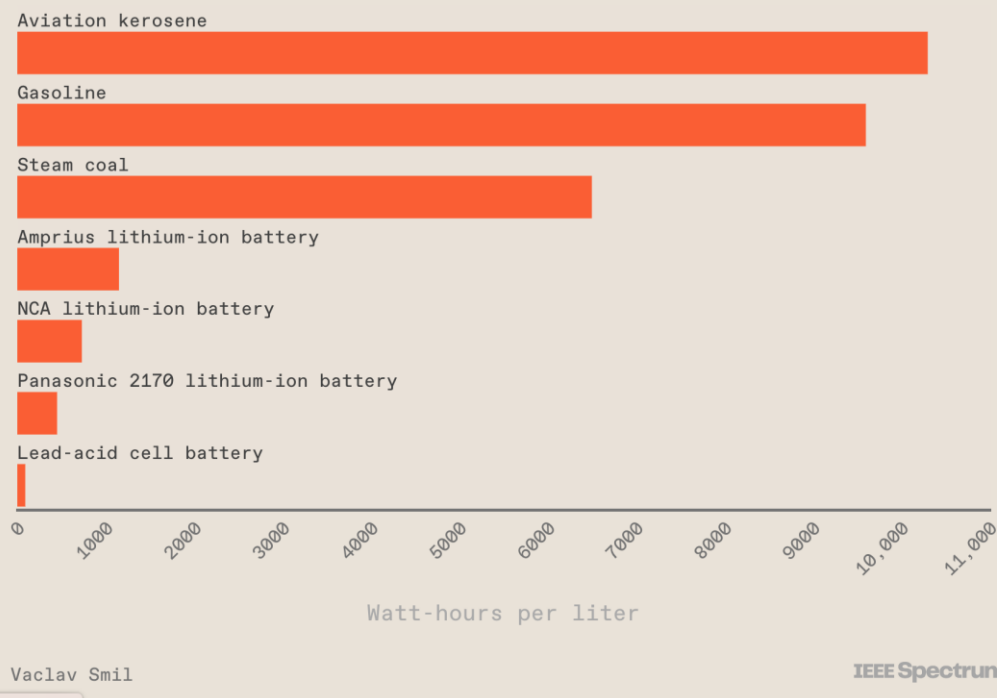 Aviation kerosene
Gasoline
Steam coal
Amprius lithium-ion battery
NCA lithium-ion battery
Panasonic 2170 lithium-ion battery
Lead-acid cell battery
0 1000 2000 3000 4000 5000 6000 7000 8000 9000 10,000 11,000
Watt-hours per liter
Vaclav Smil
IEEE Spectrum